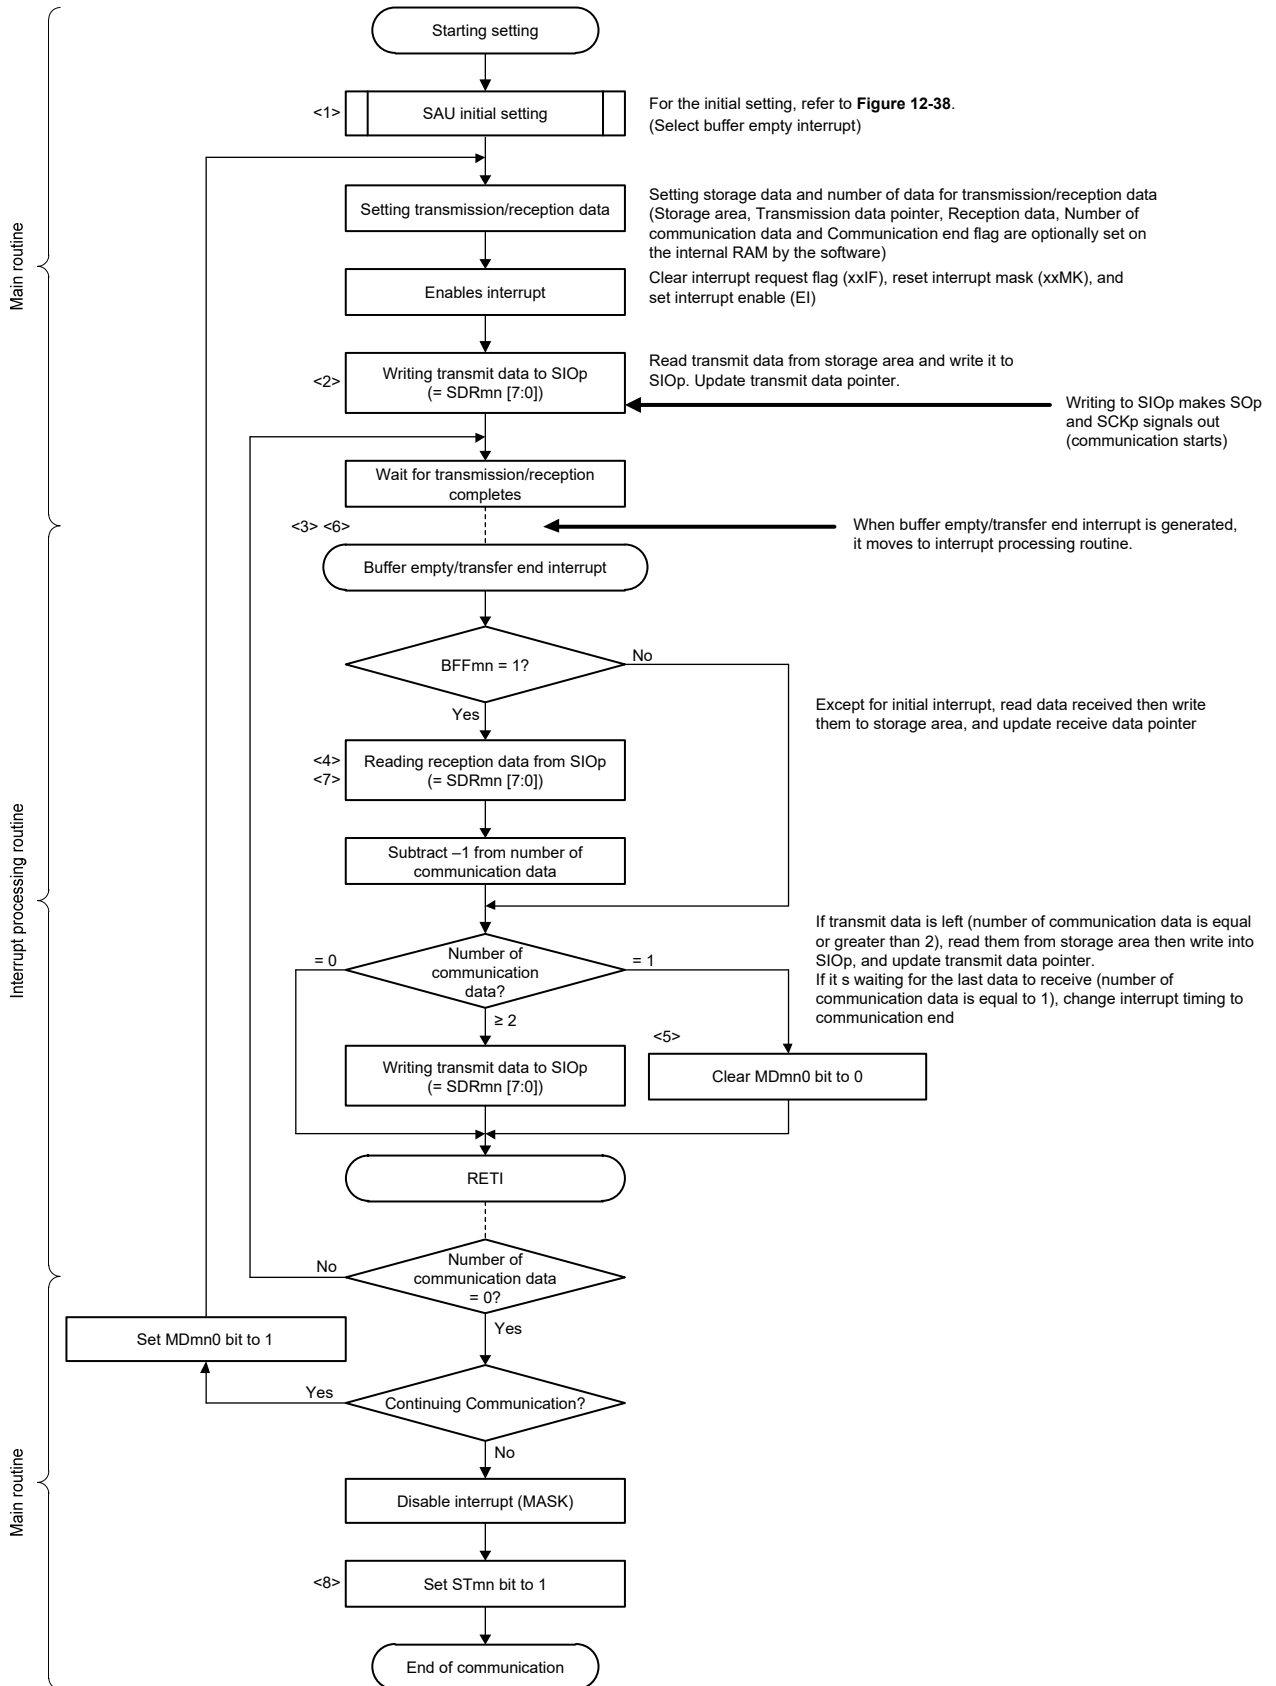 Starting setting
<1>
SAU initial setting
For the initial setting, refer to Figure 12-38.
(Select buffer empty interrupt)
Main routine
Setting transmission/reception data
Setting storage data and number of data for transmission/reception data
(Storage area, Transmission data pointer, Reception data, Number of
communication data and Communication end flag are optionally set on
the internal RAM by the software)
Enables interrupt
Clear interrupt request flag (xxIF), reset interrupt mask (xxMK), and
set interrupt enable (EI)
<2>
Writing transmit data to SIOp
(= SDRmn [7:0])
Read transmit data from storage area and write it to
SIOp. Update transmit data pointer.
Writing to SIOp makes SOp
and SCKp signals out
(communication starts)
Wait for transmission/reception
completes
<3> <6>
When buffer empty/transfer end interrupt is generated,
it moves to interrupt processing routine.
Buffer empty/transfer end interrupt
BFFmn = 1?
No
Yes
Except for initial interrupt, read data received then write
them to storage area, and update receive data pointer
<4>
<7>
Reading reception data from SIOp
(= SDRmn [7:0])
Interrupt processing routine
Subtract –1 from number of
communication data
Number of
communication
data?
= 0
= 1
≥ 2
If transmit data is left (number of communication data is equal
or greater than 2), read them from storage area then write into
SIOp, and update transmit data pointer.
If it s waiting for the last data to receive (number of
communication data is equal to 1), change interrupt timing to
communication end
<5>
Writing transmit data to SIOp
(= SDRmn [7:0])
Clear MDmn0 bit to 0
RETI
Number of
communication data
= 0?
No
Yes
Set MDmn0 bit to 1
Continuing Communication?
Yes
No
Main routine
Disable interrupt (MASK)
<8>
Set STmn bit to 1
End of communication